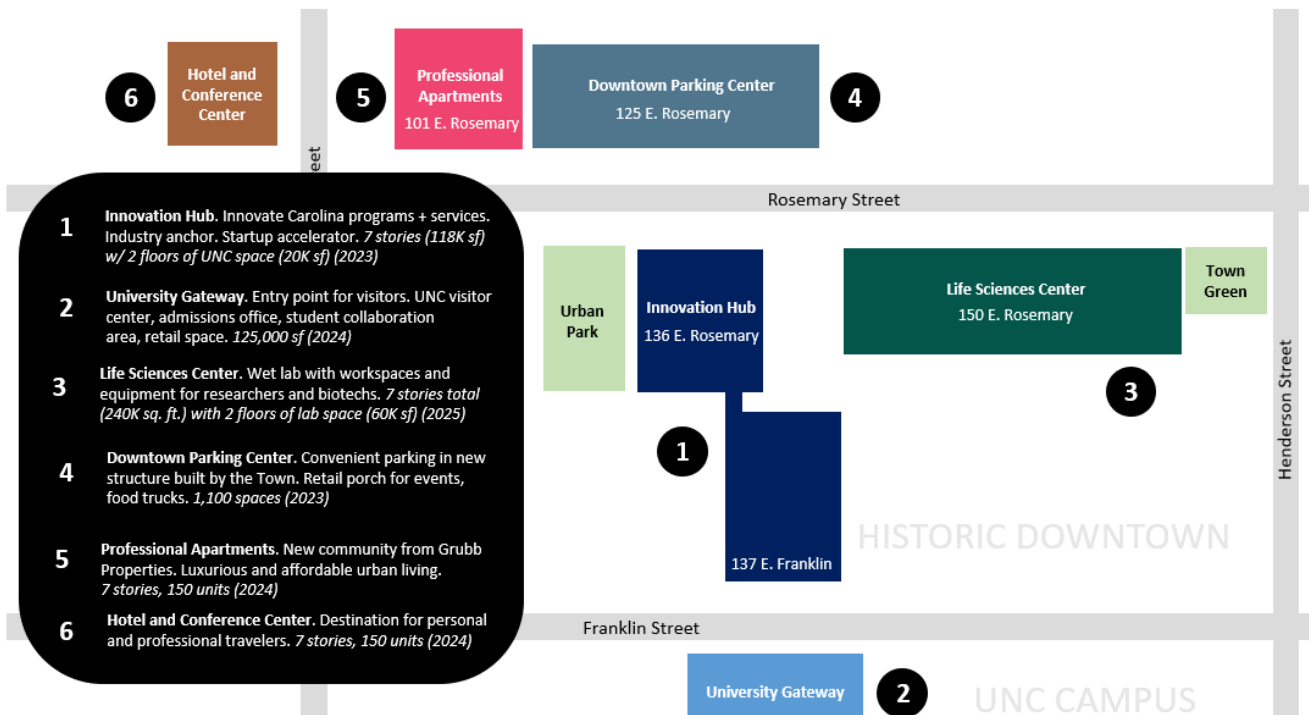 6
Hotel and
Conference
Center
5
Professional
Apartments
101 E. Rosemary
Downtown Parking Center
125 E. Rosemary
4
Rosemary Street
1
Innovation Hub. Innovate Carolina programs + services.
Industry anchor. Startup accelerator. 7 stories (118K sf)
w/ 2 floors of UNC space (20K sf) (2023)
2
University Gateway. Entry point for visitors. UNC visitor
center, admissions office, student collaboration
area, retail space. 125,000 sf (2024)
3
Life Sciences Center. Wet lab with workspaces and
equipment for researchers and biotechs. 7 stories total
(240K sq. ft.) with 2 floors of lab space (60K sf) (2025)
4
Downtown Parking Center. Convenient parking in new
structure built by the Town. Retail porch for events,
food trucks. 1,100 spaces (2023)
5
Professional Apartments. New community from Grubb
Properties. Luxurious and affordable urban living.
7 stories, 150 units (2024)
6
Hotel and Conference Center. Destination for personal
and professional travelers. 7 stories, 150 units (2024)
Urban
Park
Innovation Hub
136 E. Rosemary
Life Sciences Center
150 E. Rosemary
Town
Green
3
1
137 E. Franklin
HISTORIC DOWNTOWN
Henderson Street
Franklin Street
University Gateway
2
UNC CAMPUS